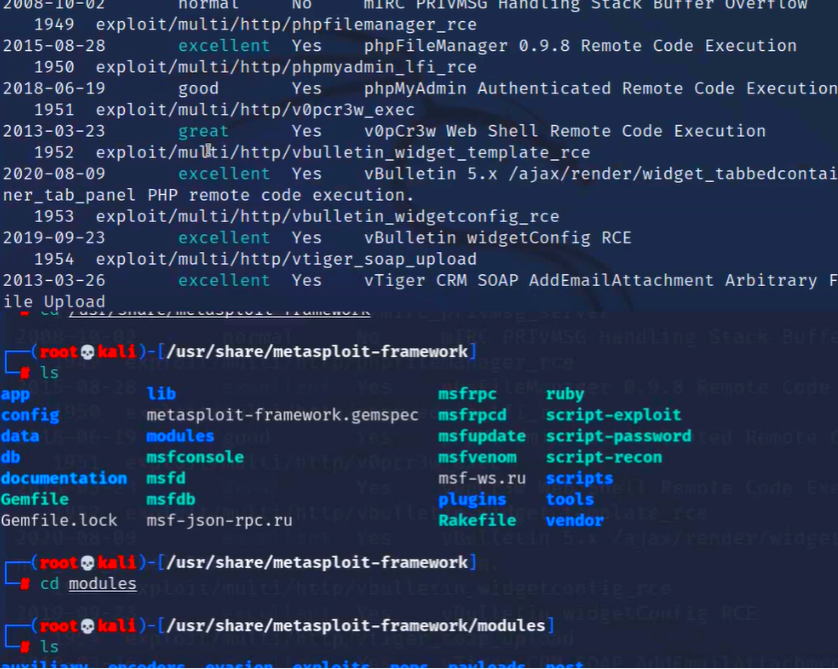 2008-10-02 normal No mIRC PRIVMSG Handling Stack Buffer Overflow
1949 exploit/multi/http/phpfilemanager_rce
2015-08-28 excellent Yes phpFileManager 0.9.8 Remote Code Execution
1950 exploit/multi/http/phpmyadmin_lfi_rce
2018-06-19 good Yes phpMyAdmin Authenticated Remote Code Execution
1951 exploit/multi/http/v0pcr3w_exec
2013-03-23 great Yes v0pCr3w Web Shell Remote Code Execution
1952 exploit/multi/http/vbulletin_widget_template_rce
2020-08-09 excellent Yes vBulletin 5.x /ajax/render/widget_tabbedcontai
ner_tab_panel PHP remote code execution.
1953 exploit/multi/http/vbulletin_widgetconfig_rce
2019-09-23 excellent Yes vBulletin widgetConfig RCE
1954 exploit/multi/http/vtiger_soap_upload
2013-03-26 excellent Yes vTiger CRM SOAP AddEmailAttachment Arbitrary F
ile Upload
# cd /usr/share/metasploit-framework
(root💀kali)-[/usr/share/metasploit-framework]
# ls
app lib msfrpc ruby
config metasploit-framework.gemspec msfrpcd script-exploit
data modules msfupdate script-password
db msfconsole msfvenom script-recon
documentation msfd msf-ws.ru scripts
Gemfile msfdb plugins tools
Gemfile.lock msf-json-rpc.ru Rakefile vendor
(root💀kali)-[/usr/share/metasploit-framework]
# cd modules
(root💀kali)-[/usr/share/metasploit-framework/modules]
# ls
auxiliary encoders evasion exploits nops payloads post